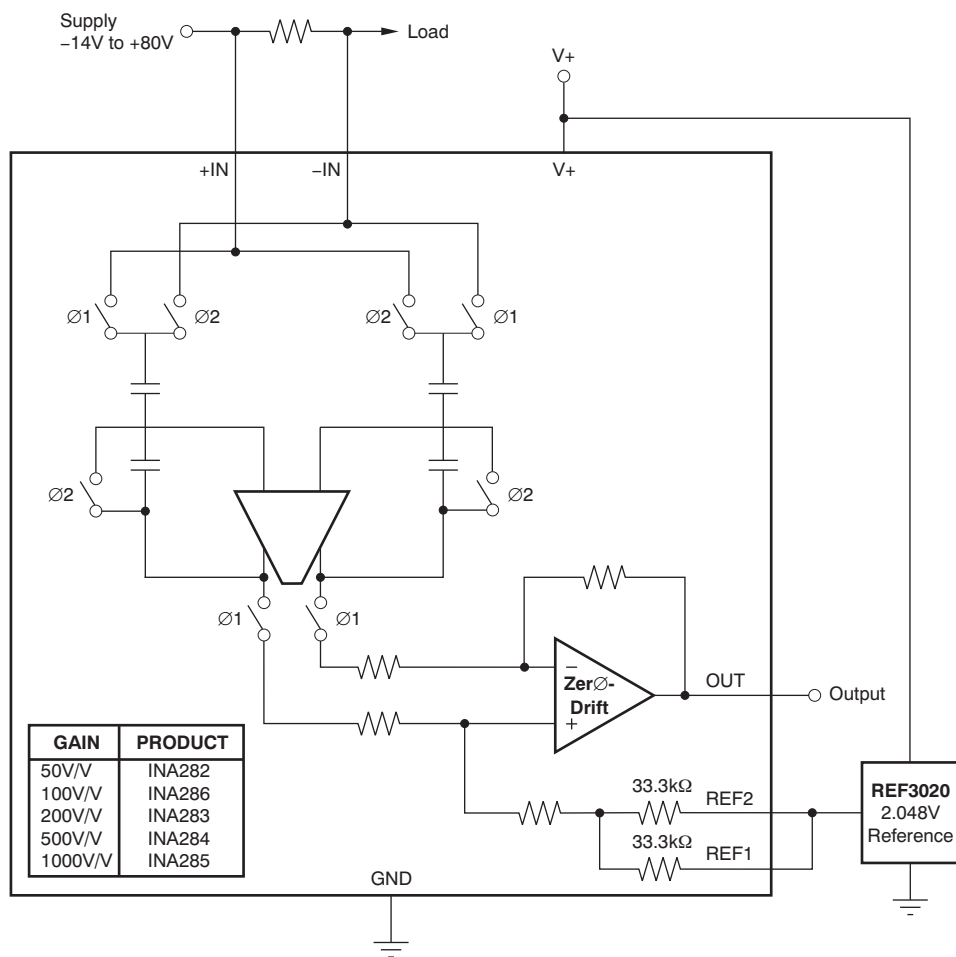 Supply
−14V to +80V
Load
V+
+IN
−IN
V+
∅1
∅2
∅2
∅1
∅2
∅2
∅1
∅1
−
Zer∅-
Drift
+
OUT
Output
GAIN PRODUCT
50V/V INA282
100V/V INA286
200V/V INA283
500V/V INA284
1000V/V INA285
33.3kΩ
REF2
33.3kΩ
REF1
REF3020
2.048V
Reference
GND